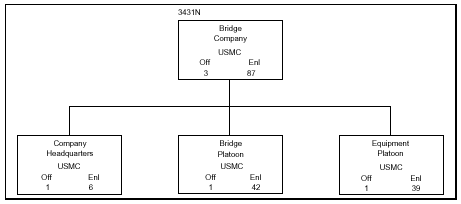 3431N
Bridge
Company
USMC
Off Enl
3 87
Company
Headquarters
USMC
Off Enl
1 6
Bridge
Platoon
USMC
Off Enl
1 42
Equipment
Platoon
USMC
Off Enl
1 39